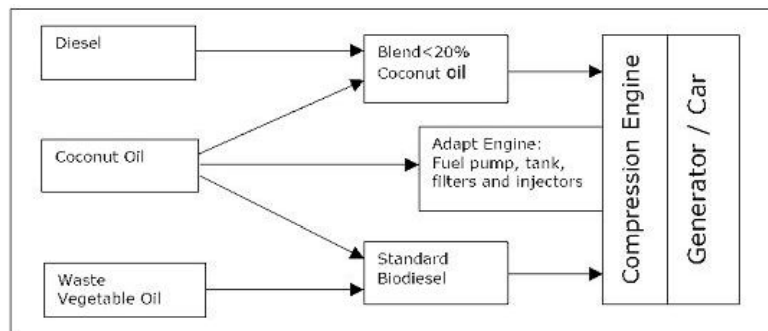 Diesel
Blend<20%
Coconut oil
Coconut Oil
Adapt Engine:
Fuel pump, tank,
filters and injectors
Waste
Vegetable Oil
Standard
Biodiesel
Compression Engine
Generator / Car